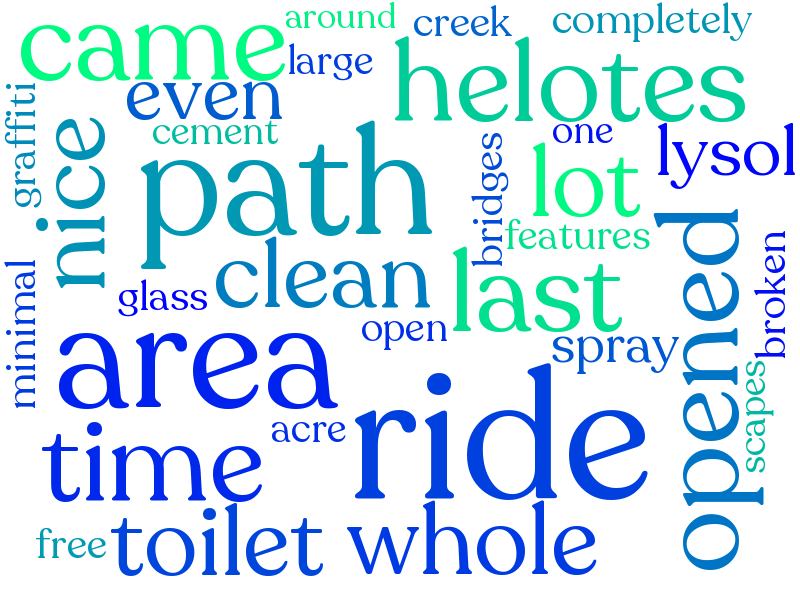 came
around
creek
completely
large
helotes
even
graffiti
cement
one
nice
path
bridges
lot
lysol
features
opened
clean
last
minimal
glass
open
broken
area
spray
ride
scapes
acre
time
free
toilet
whole